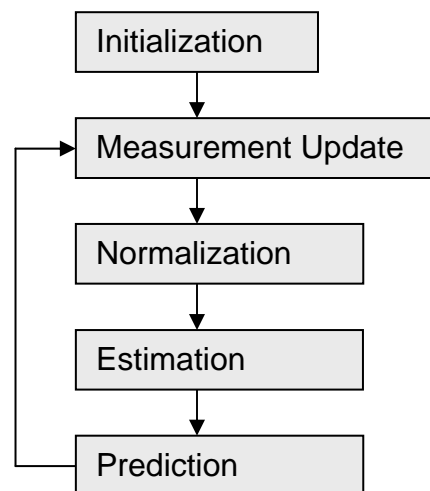 Initialization
Measurement Update
Normalization
Estimation
Prediction